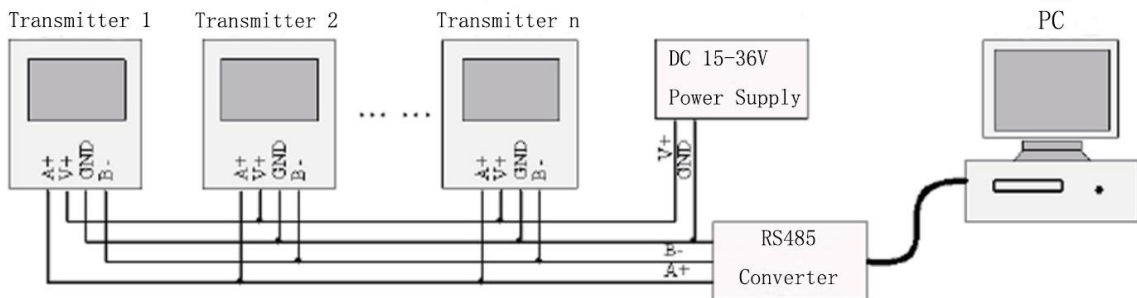 Transmitter 1
Transmitter 2
Transmitter n
PC
DC 15-36V
Power Supply
... ...
A+
V+
GND
B-
A+
V+
GND
B-
A+
V+
GND
B-
V+
GND
B-
A+
RS485
Converter